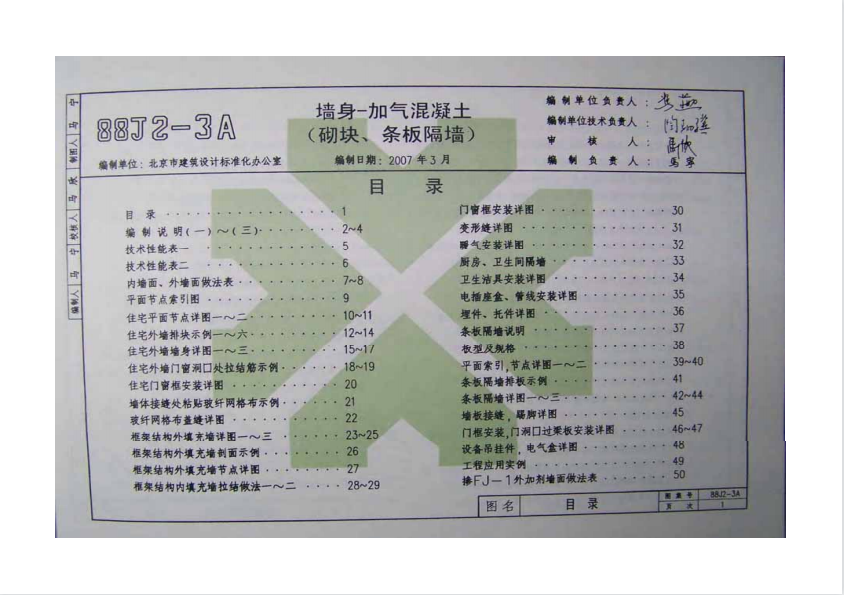 88J2-3A
墙身-加气混凝土
（砌块、条板隔墙）
编制单位：北京市建筑设计标准化办公室
编制日期：2007年3月
编制单位负责人：
编制单位技术负责人：
审核人：
编制负责人：马宁
制图人 马宁
校核人 马永
编制人 马宁
目录
目录 1
编制说明(一)～(三) 2~4
技术性能表一 5
技术性能表二 6
内墙面、外墙面做法表 7~8
平面节点索引图 9
住宅平面节点详图一～二 10~11
住宅外墙排块示例一～六 12~14
住宅外墙墙身详图一～三 15~17
住宅外墙门窗洞口处拉结筋示例 18~19
住宅门窗框安装详图 20
墙体接缝处粘贴玻纤网格布示例 21
玻纤网格布盖缝详图 22
框架结构外填充墙详图一～三 23~25
框架结构外填充墙剖面示例 26
框架结构外填充墙节点详图 27
框架结构内填充墙拉结做法一～二 28~29
门窗框安装详图 30
变形缝详图 31
暖气安装详图 32
厨房、卫生间隔墙 33
卫生洁具安装详图 34
电插座盒、管线安装详图 35
埋件、托件详图 36
条板隔墙说明 37
板型及规格 38
平面索引,节点详图一～二 39~40
条板隔墙排板示例 41
条板隔墙详图一～三 42~44
墙板接缝，踢脚详图 45
门框安装,门洞口过梁板安装详图 46~47
设备吊挂件，电气盒详图 48
工程应用实例 49
掺FJ-1外加剂墙面做法表 50
图名 目录
图集号 88J2-3A
页次 1